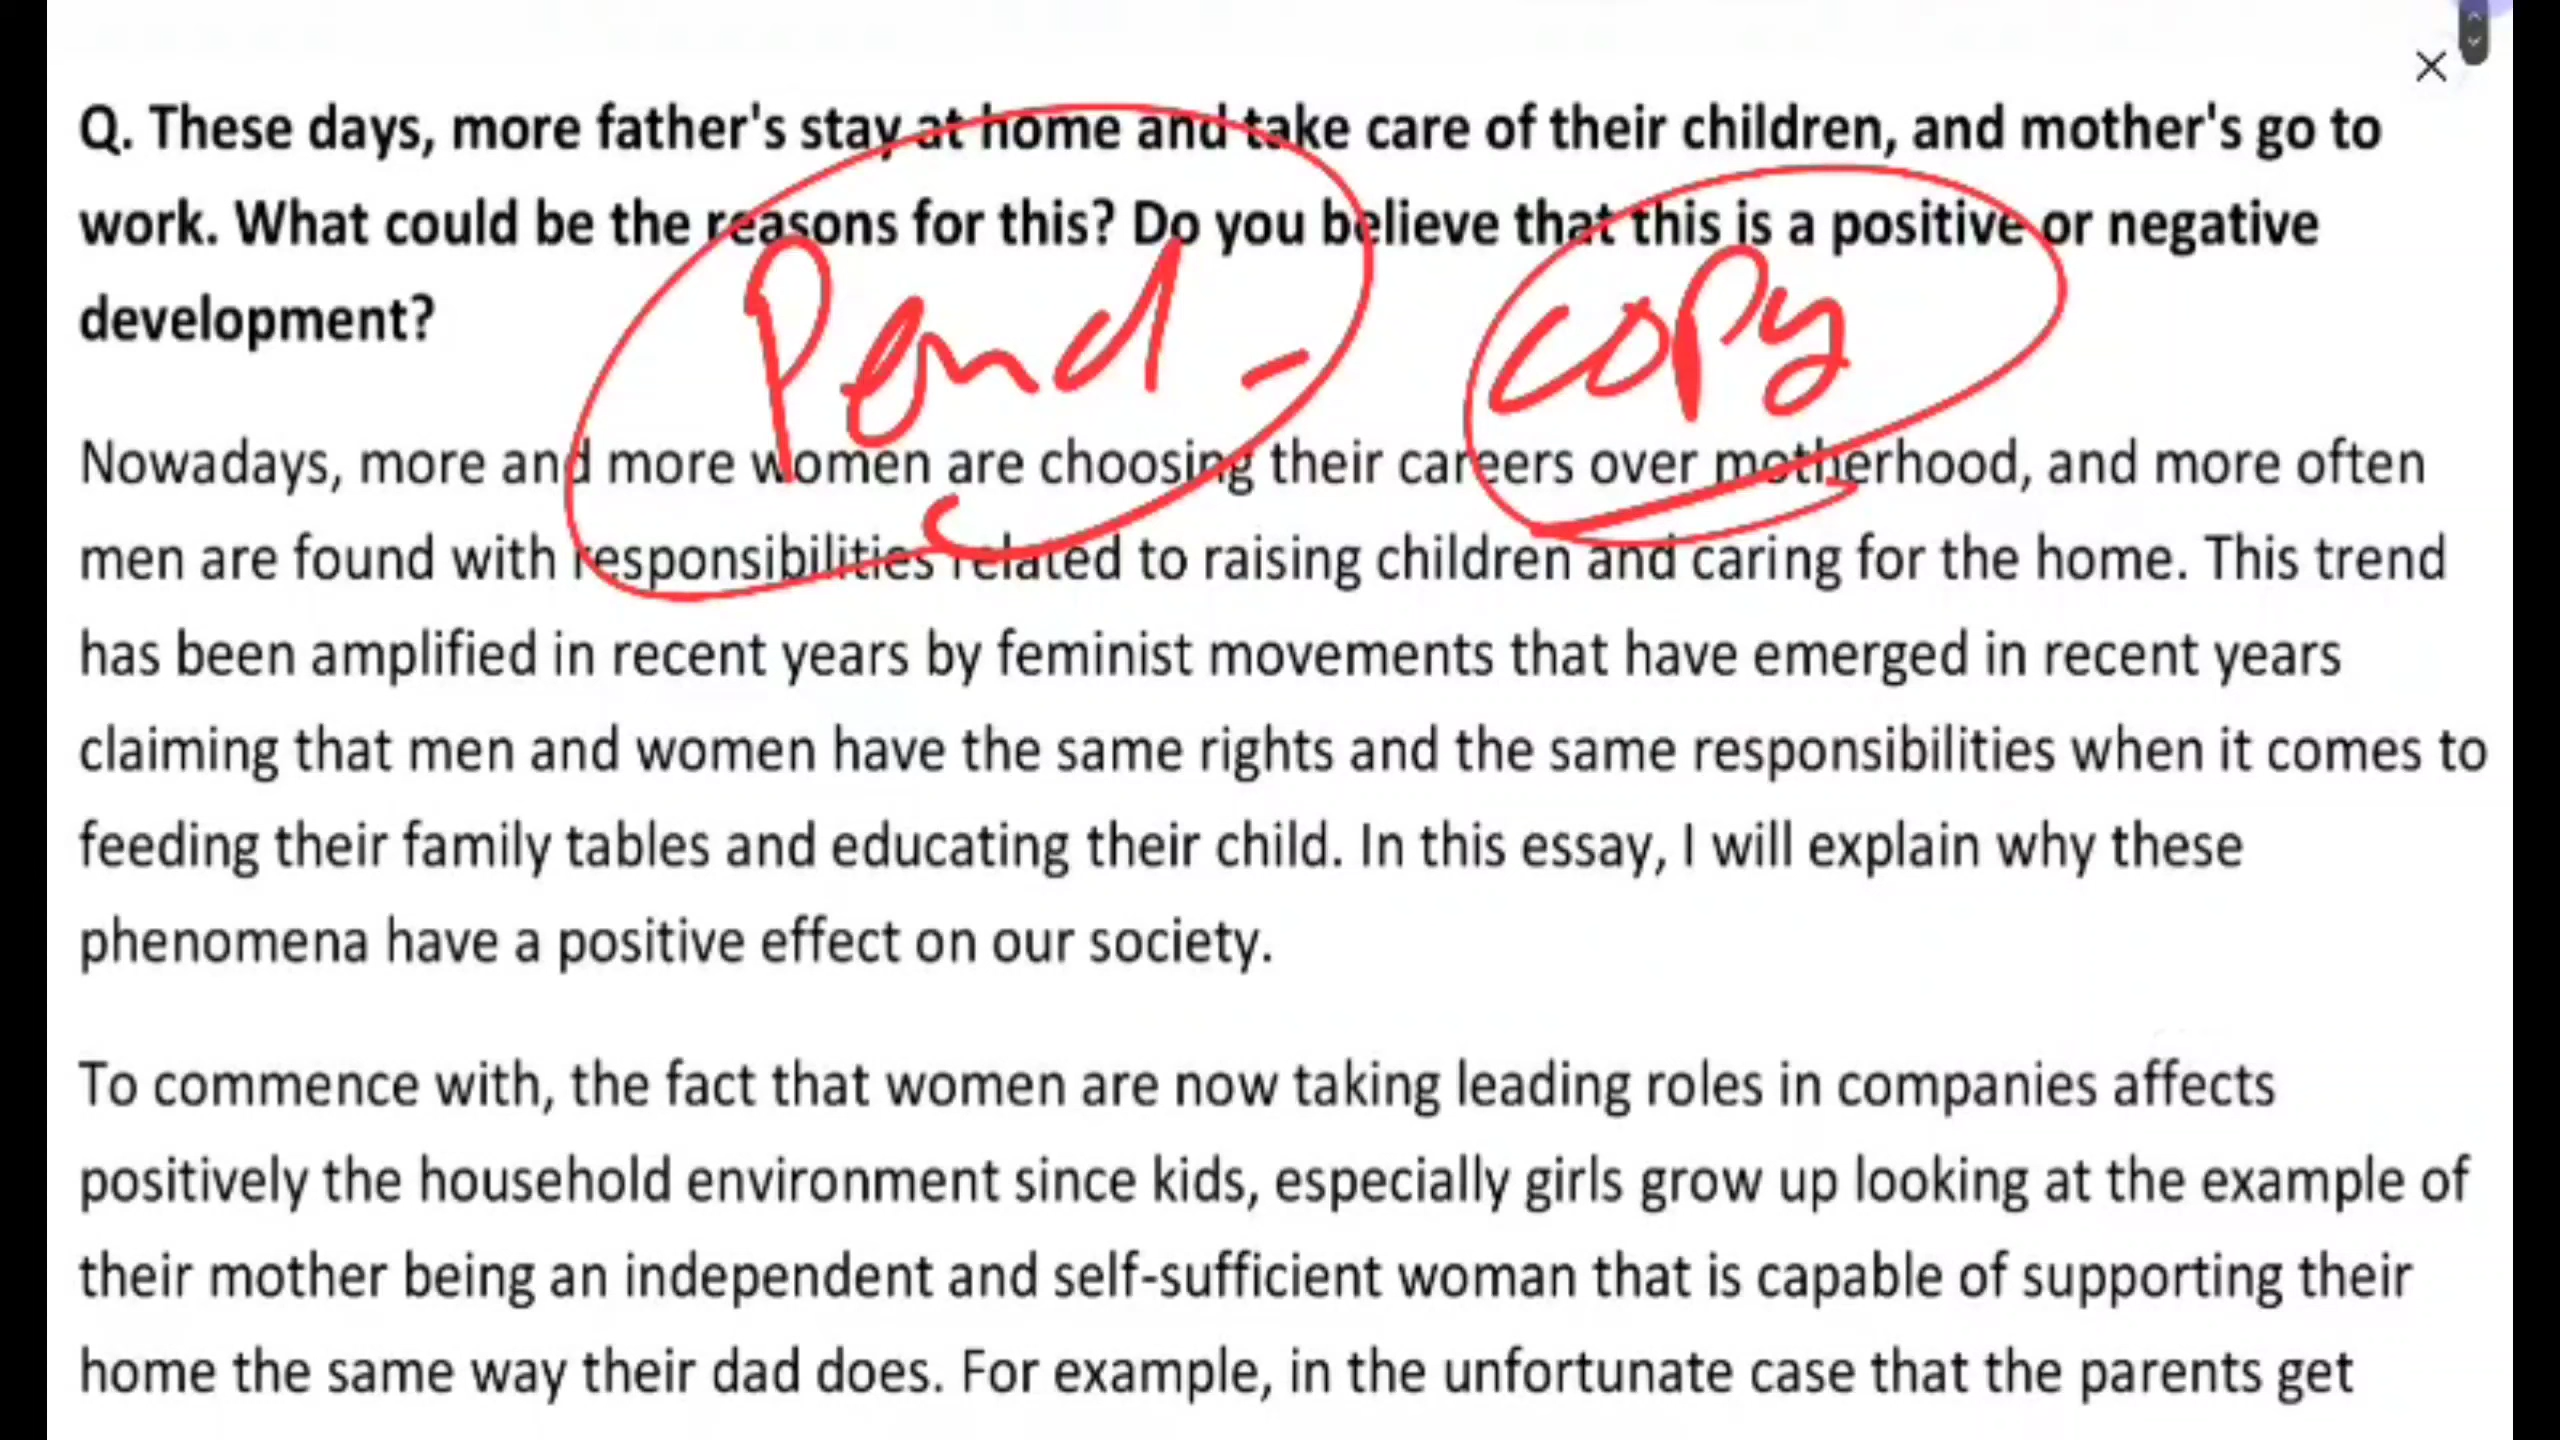 Q. These days, more father's stay at home and take care of their children, and mother's go to
work. What could be the reasons for this? Do you believe that this is a positive or negative
development?
Pend -
copy
Nowadays, more and more women are choosing their careers over motherhood, and more often
men are found with responsibilities related to raising children and caring for the home. This trend
has been amplified in recent years by feminist movements that have emerged in recent years
claiming that men and women have the same rights and the same responsibilities when it comes to
feeding their family tables and educating their child. In this essay, I will explain why these
phenomena have a positive effect on our society.
To commence with, the fact that women are now taking leading roles in companies affects
positively the household environment since kids, especially girls grow up looking at the example of
their mother being an independent and self-sufficient woman that is capable of supporting their
home the same way their dad does. For example, in the unfortunate case that the parents get